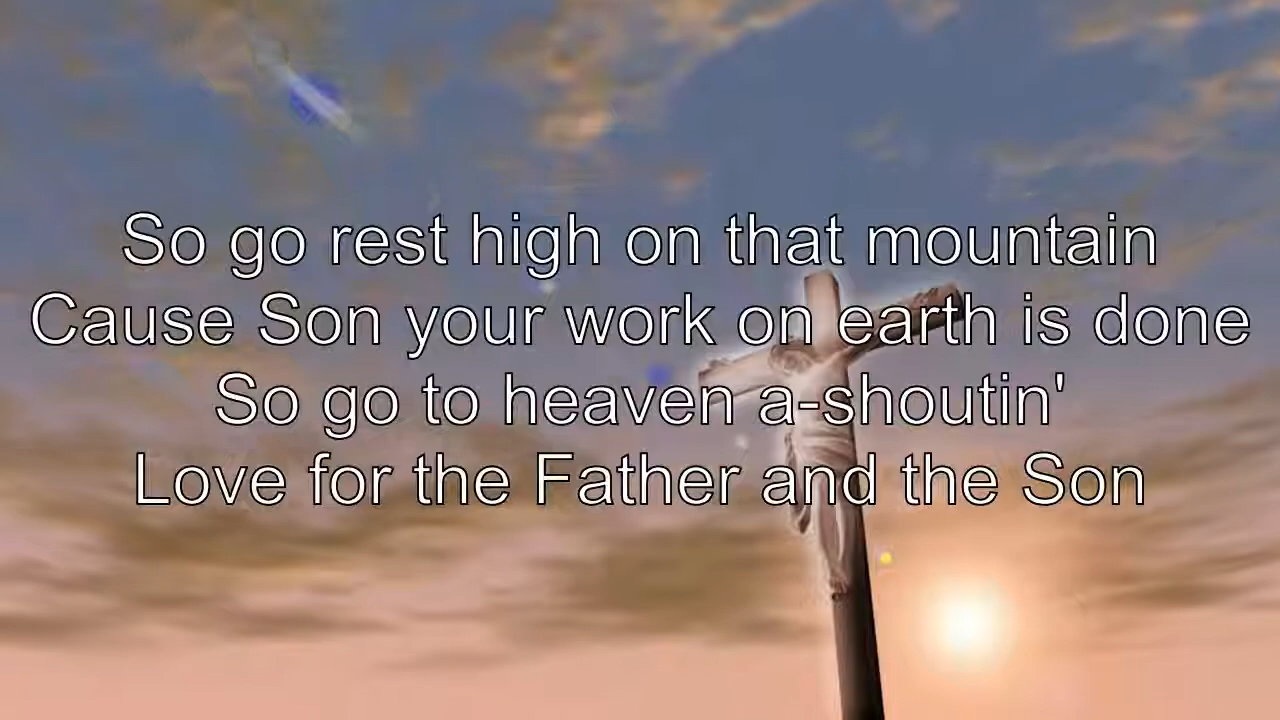 So go rest high on that mountain
Cause Son your work on earth is done
So go to heaven a-shoutin'
Love for the Father and the Son